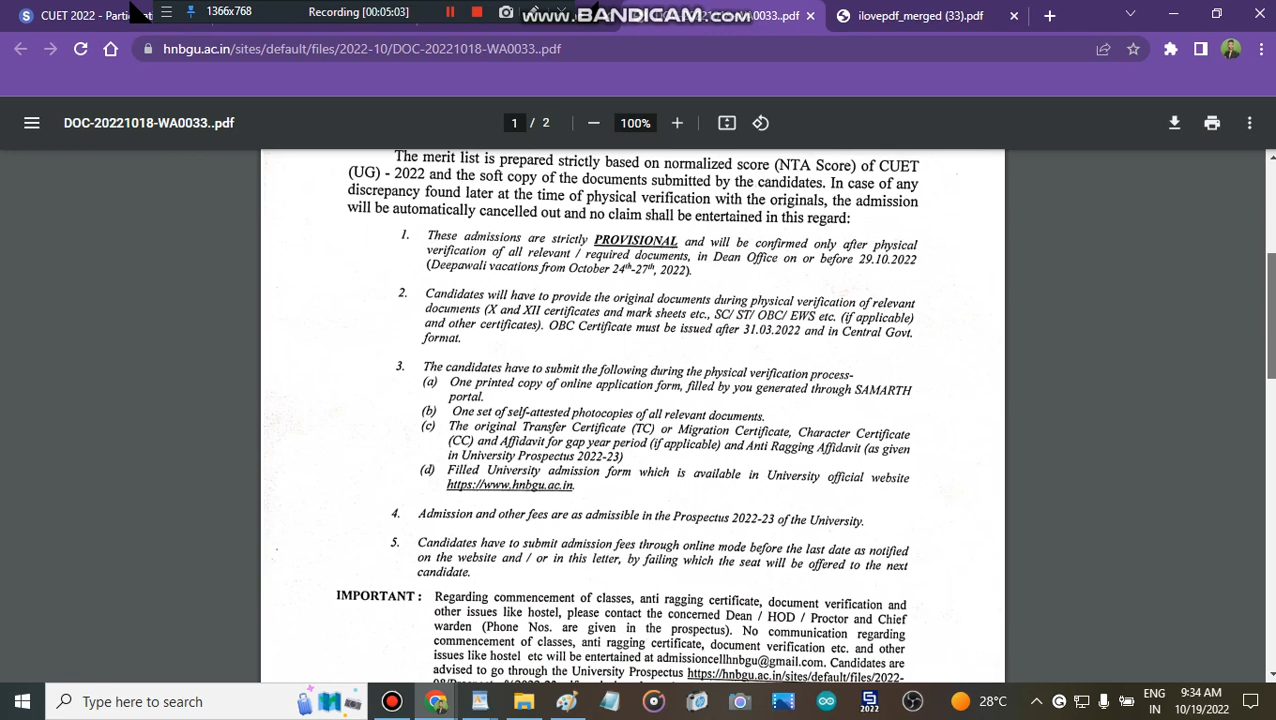 CUET 2022 - Partici
1366x768
Recording [00:05:03]
www.BANDICAM.com
0033..pdf
ilovepdf_merged (33).pdf
hnbgu.ac.in/sites/default/files/2022-10/DOC-20221018-WA0033..pdf
DOC-20221018-WA0033..pdf
1 / 2
100%
The merit list is prepared strictly based on normalized score (NTA Score) of CUET
(UG) - 2022 and the soft copy of the documents submitted by the candidates. In case of any
discrepancy found later at the time of physical verification with the originals, the admission
will be automatically cancelled out and no claim shall be entertained in this regard:
1. These admissions are strictly PROVISIONAL and will be confirmed only after physical
verification of all relevant / required documents, in Dean Office on or before 29.10.2022
(Deepawali vacations from October 24th-27th, 2022).
2. Candidates will have to provide the original documents during physical verification of relevant
documents (X and XII certificates and mark sheets etc., SC/ ST/ OBC/ EWS etc. (if applicable)
and other certificates). OBC Certificate must be issued after 31.03.2022 and in Central Govt.
format.
3. The candidates have to submit the following during the physical verification process-
(a) One printed copy of online application form, filled by you generated through SAMARTH
portal.
(b) One set of self-attested photocopies of all relevant documents.
(c) The original Transfer Certificate (TC) or Migration Certificate, Character Certificate
(CC) and Affidavit for gap year period (if applicable) and Anti Ragging Affidavit (as given
in University Prospectus 2022-23)
(d) Filled University admission form which is available in University official website
https://www.hnbgu.ac.in.
4. Admission and other fees are as admissible in the Prospectus 2022-23 of the University.
5. Candidates have to submit admission fees through online mode before the last date as notified
on the website and / or in this letter, by failing which the seat will be offered to the next
candidate.
IMPORTANT : Regarding commencement of classes, anti ragging certificate, document verification and
other issues like hostel, please contact the concerned Dean / HOD / Proctor and Chief
warden (Phone Nos. are given in the prospectus). No communication regarding
commencement of classes, anti ragging certificate, document verification etc. and other
issues like hostel etc will be entertained at admissioncellhnbgu@gmail.com. Candidates are
advised to go through the University Prospectus https://hnbgu.ac.in/sites/default/files/2022-
Type here to search
2022
28°C
ENG
IN
9:34 AM
10/19/2022